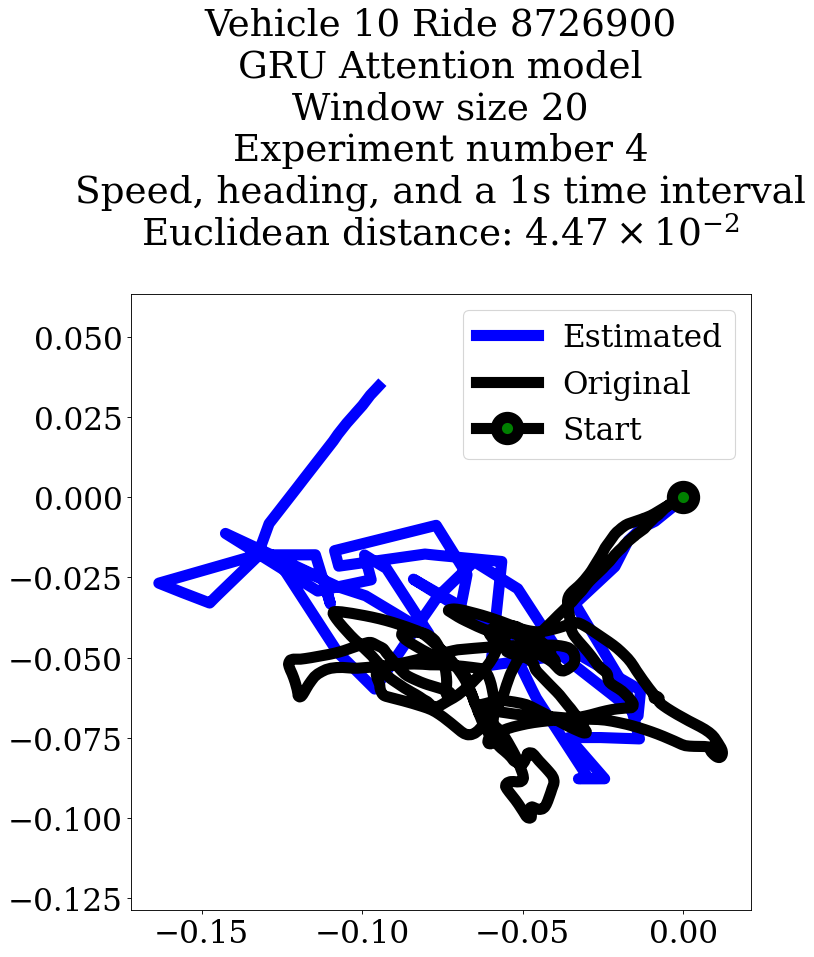 Vehicle 10 Ride 8726900
GRU Attention model
Window size 20
Experiment number 4
Speed, heading, and a 1s time interval
Euclidean distance: 4.47 × 10⁻²
Estimated
Original
Start
0.050
0.025
0.000
−0.025
−0.050
−0.075
−0.100
−0.125
−0.15
−0.10
−0.05
0.00